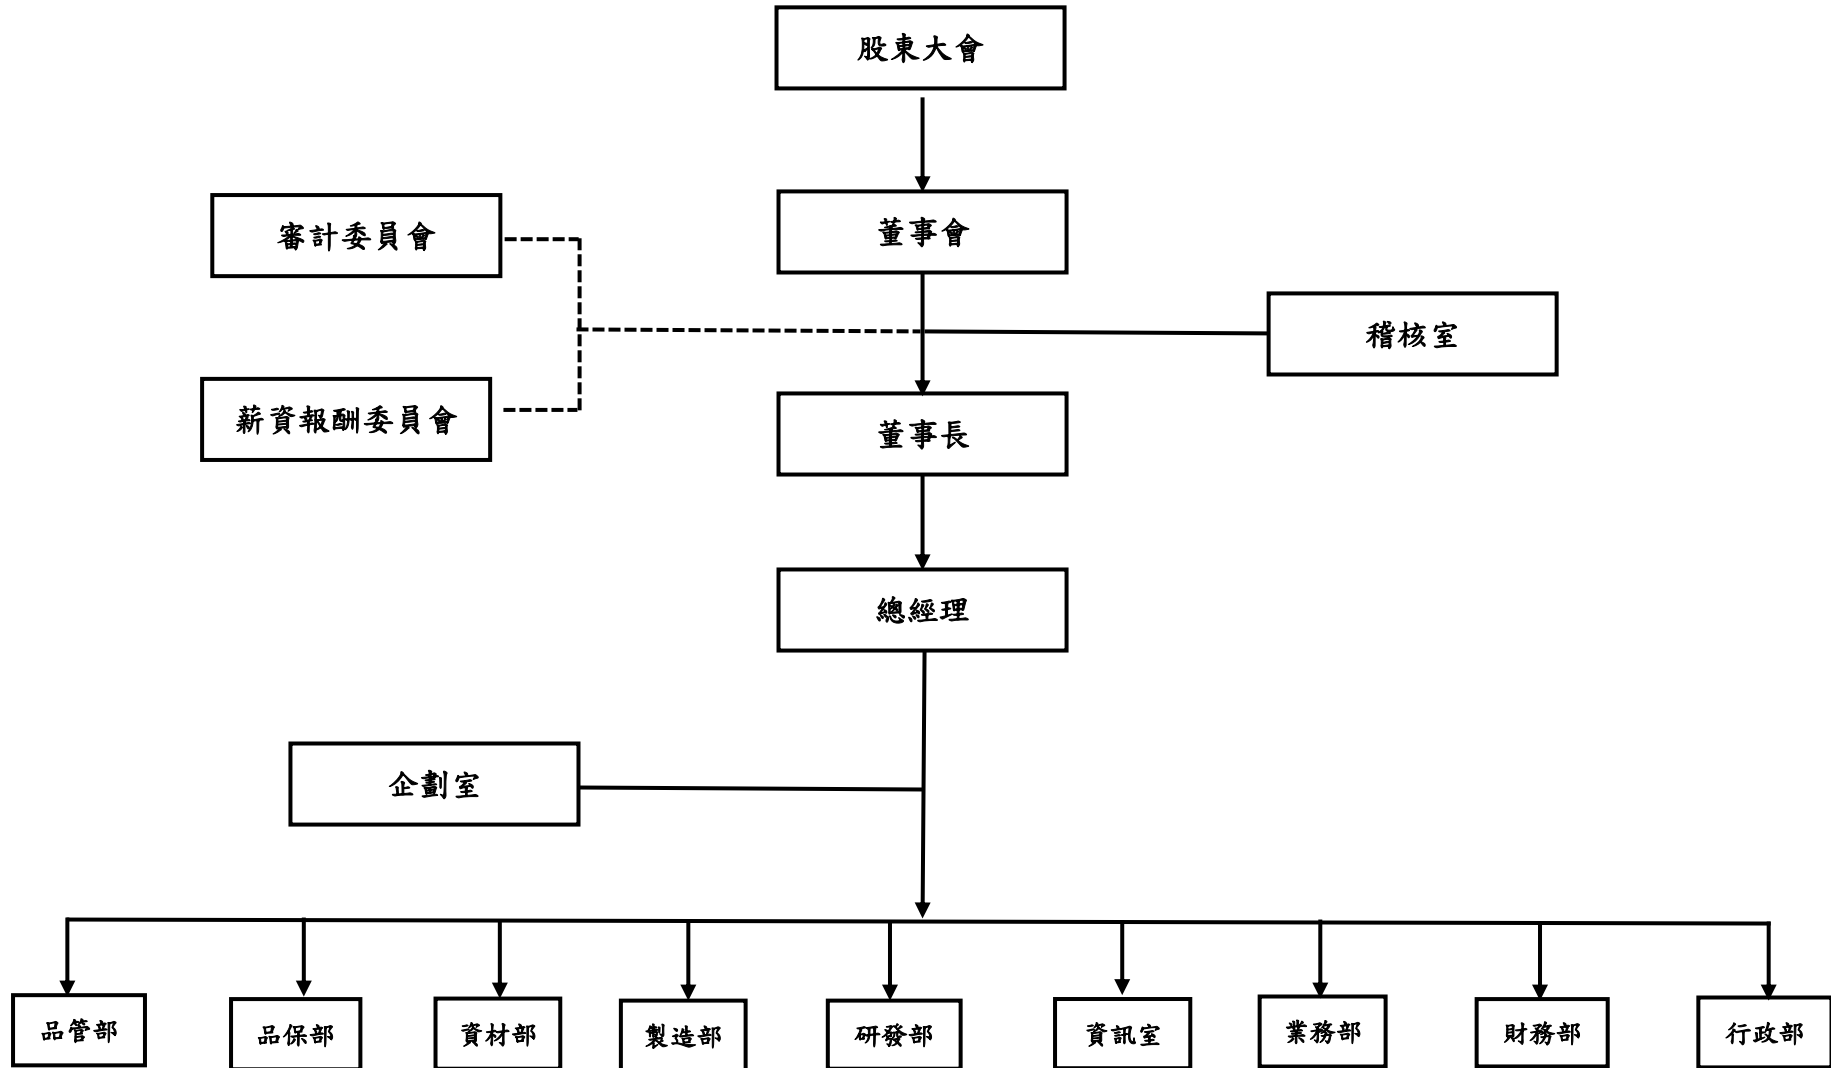 股東大會
審計委員會
董事會
稽核室
薪資報酬委員會
董事長
總經理
企劃室
品管部
品保部
資材部
製造部
研發部
資訊室
業務部
財務部
行政部